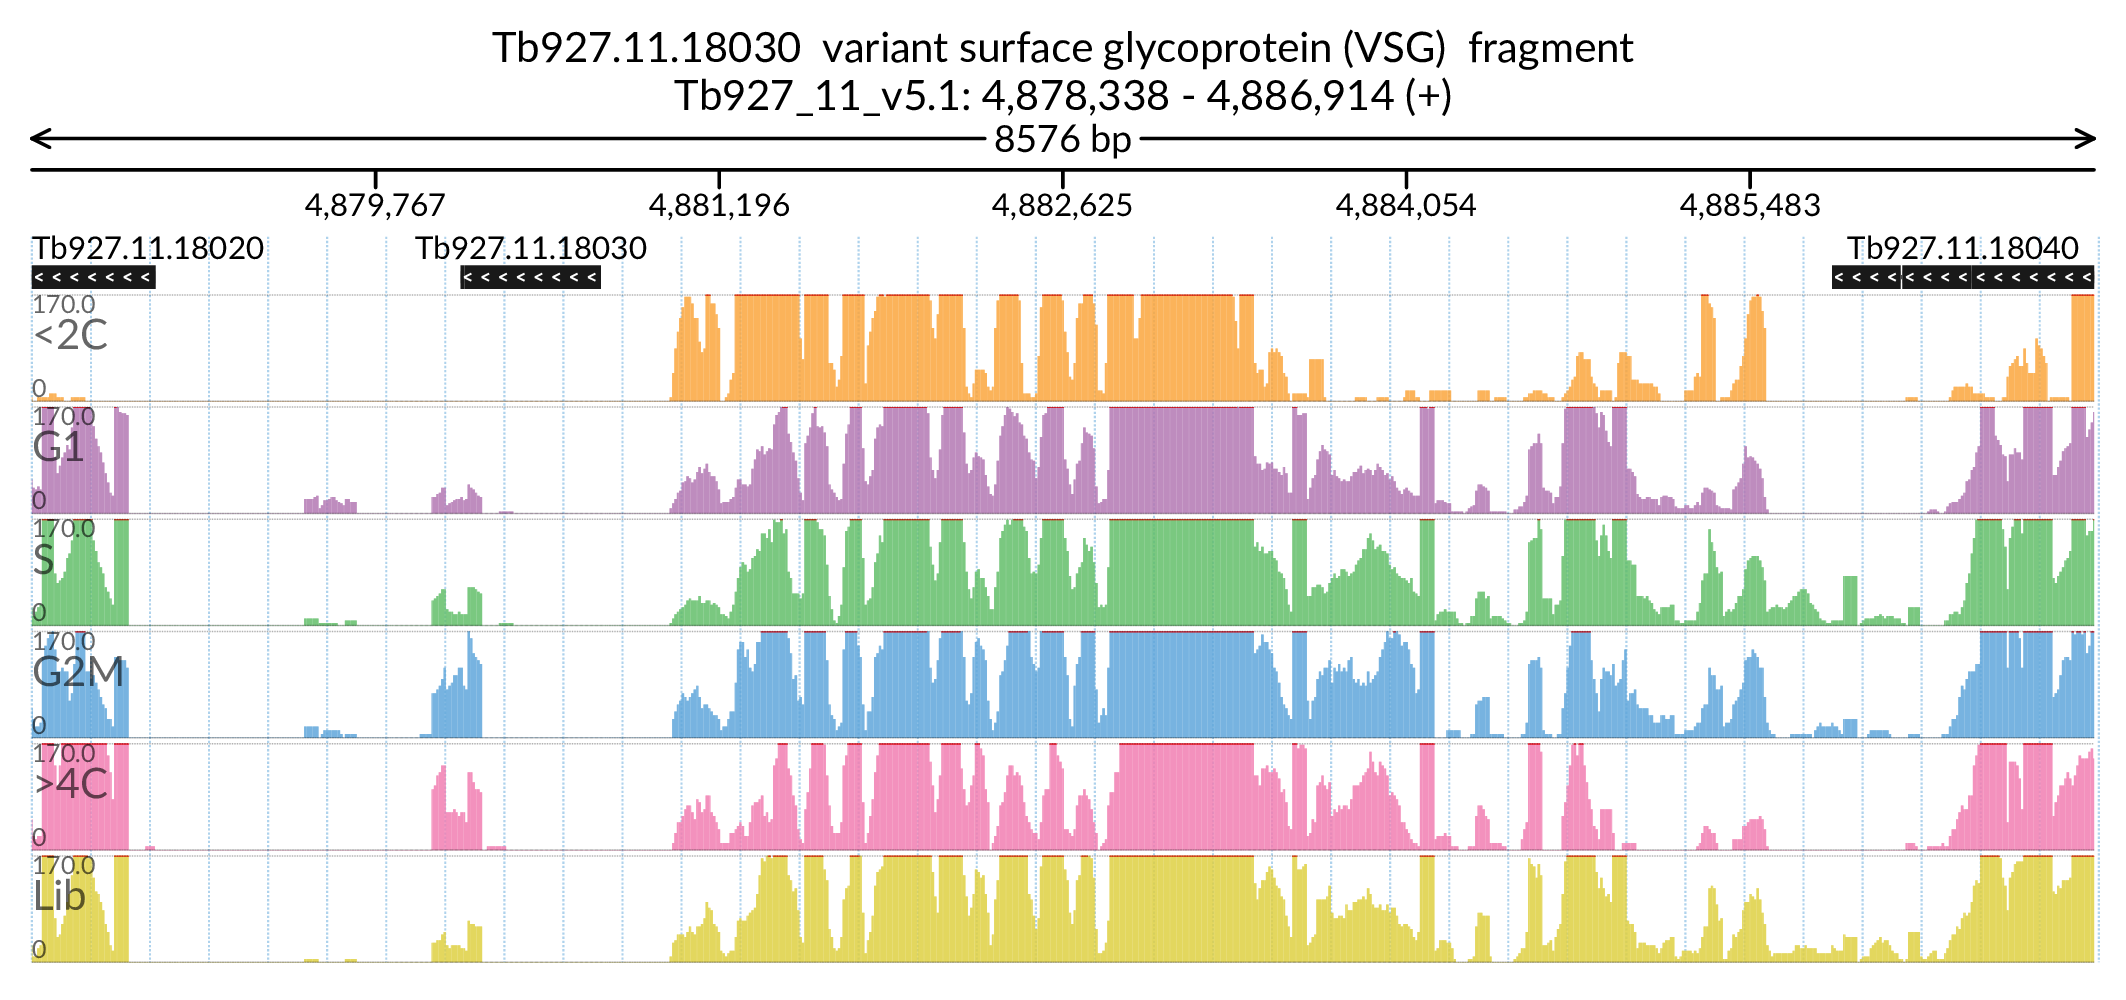 Tb927.11.18030  variant surface glycoprotein (VSG)  fragment
Tb927_11_v5.1: 4,878,338 - 4,886,914 (+)
8576 bp
4,879,767 4,881,196 4,882,625 4,884,054 4,885,483
Tb927.11.18020 Tb927.11.18030 Tb927.11.18040
< < < < < < < < < < < < < < < < < < < < < < < < < < < < <
170.0
<2C
0
170.0
G1
0
170.0
S
0
170.0
G2M
0
170.0
>4C
0
170.0
Lib
0